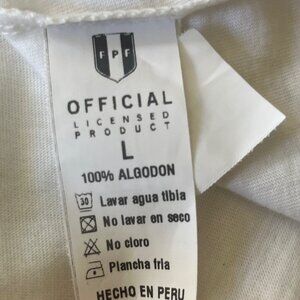 FPF
OFFICIAL
LICENSED
PRODUCT
L
100% ALGODON
30 Lavar agua tibia
No lavar en seco
No cloro
Plancha fria
HECHO EN PERU